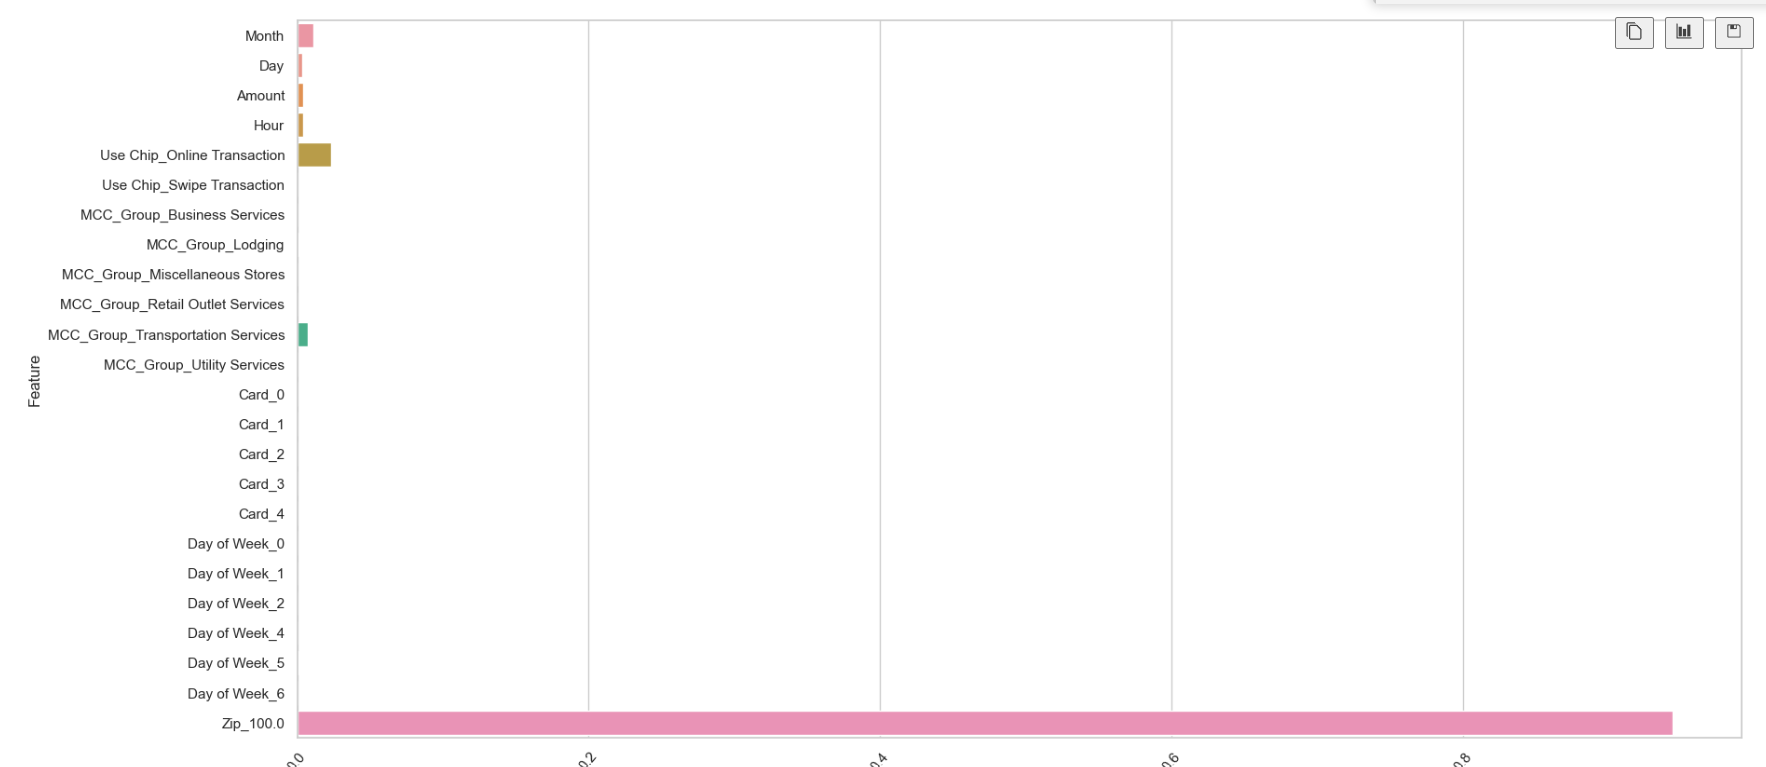 Month
Day
Amount
Hour
Use Chip_Online Transaction
Use Chip_Swipe Transaction
MCC_Group_Business Services
MCC_Group_Lodging
MCC_Group_Miscellaneous Stores
MCC_Group_Retail Outlet Services
MCC_Group_Transportation Services
MCC_Group_Utility Services
Feature
Card_0
Card_1
Card_2
Card_3
Card_4
Day of Week_0
Day of Week_1
Day of Week_2
Day of Week_4
Day of Week_5
Day of Week_6
Zip_100.0